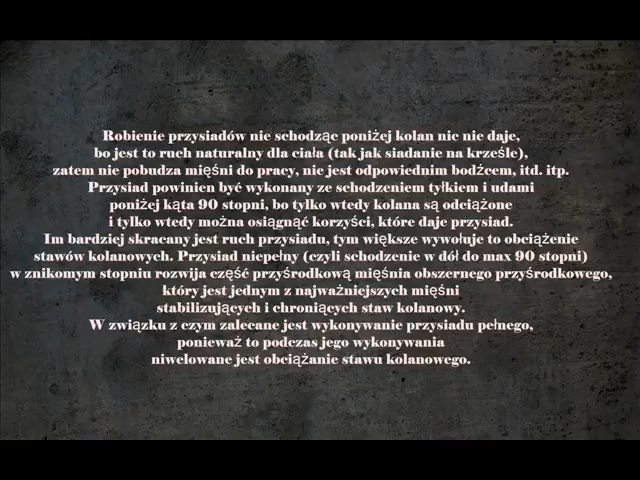 Robienie przysiadów nie schodząc poniżej kolan nic nie daje,
bo jest to ruch naturalny dla ciała (tak jak siadanie na krześle),
zatem nie pobudza mięśni do pracy, nie jest odpowiednim bodźcem, itd. itp.
Przysiad powinien być wykonany ze schodzeniem tyłkiem i udami
poniżej kąta 90 stopni, bo tylko wtedy kolana są odciążone
i tylko wtedy można osiągnąć korzyści, które daje przysiad.
Im bardziej skracany jest ruch przysiadu, tym większe wywołuje to obciążenie
stawów kolanowych. Przysiad niepełny (czyli schodzenie w dół do max 90 stopni)
w znikomym stopniu rozwija część przyśrodkową mięśnia obszernego przyśrodkowego,
który jest jednym z najważniejszych mięśni
stabilizujących i chroniących staw kolanowy.
W związku z czym zalecane jest wykonywanie przysiadu pełnego,
ponieważ to podczas jego wykonywania
niwelowane jest obciążanie stawu kolanowego.